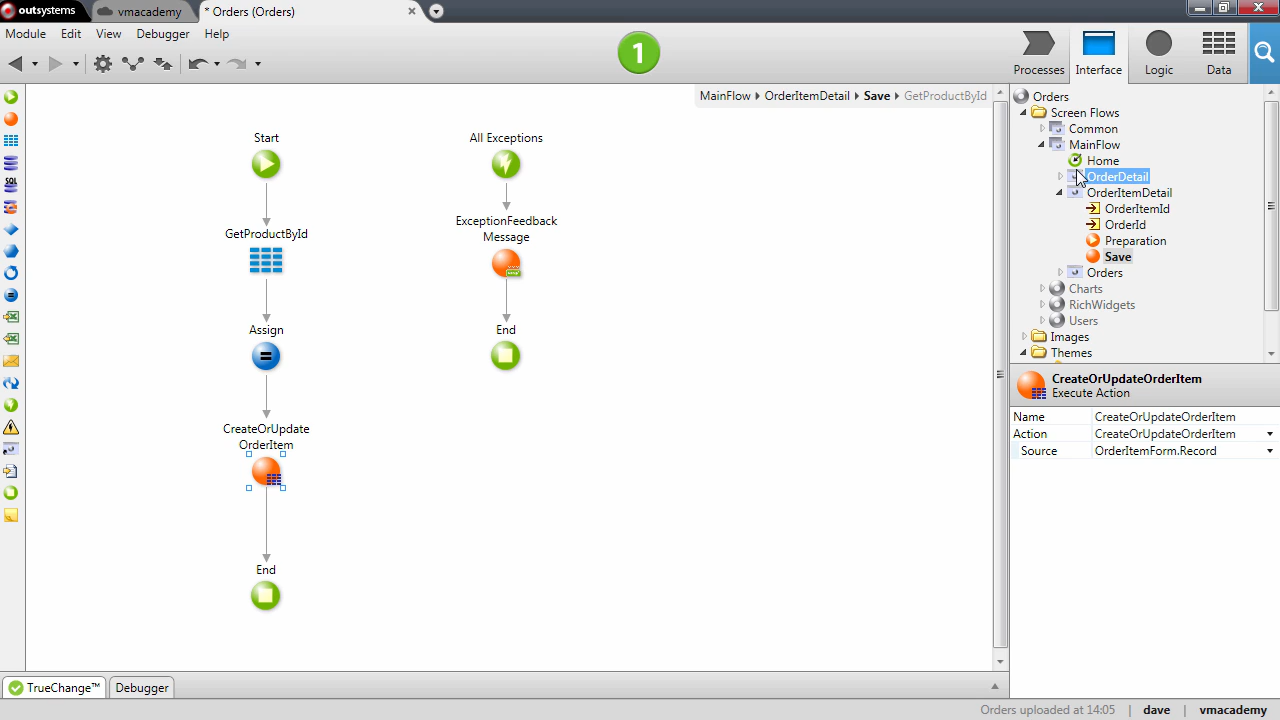 outsystems
vmacademy
* Orders (Orders)
Module
Edit
View
Debugger
Help
1
Processes
Interface
Logic
Data
MainFlow
OrderItemDetail
Save
GetProductById
SQL
Start
GetProductById
Assign
CreateOrUpdate
OrderItem
End
All Exceptions
ExceptionFeedback
Message
End
Orders
Screen Flows
Common
MainFlow
Home
OrderDetail
OrderItemDetail
OrderItemId
OrderId
Preparation
Save
Orders
Charts
RichWidgets
Users
Images
Themes
CreateOrUpdateOrderItem
Execute Action
Name CreateOrUpdateOrderItem
Action CreateOrUpdateOrderItem
Source OrderItemForm.Record
TrueChange™
Debugger
Orders uploaded at 14:05 | dave | vmacademy